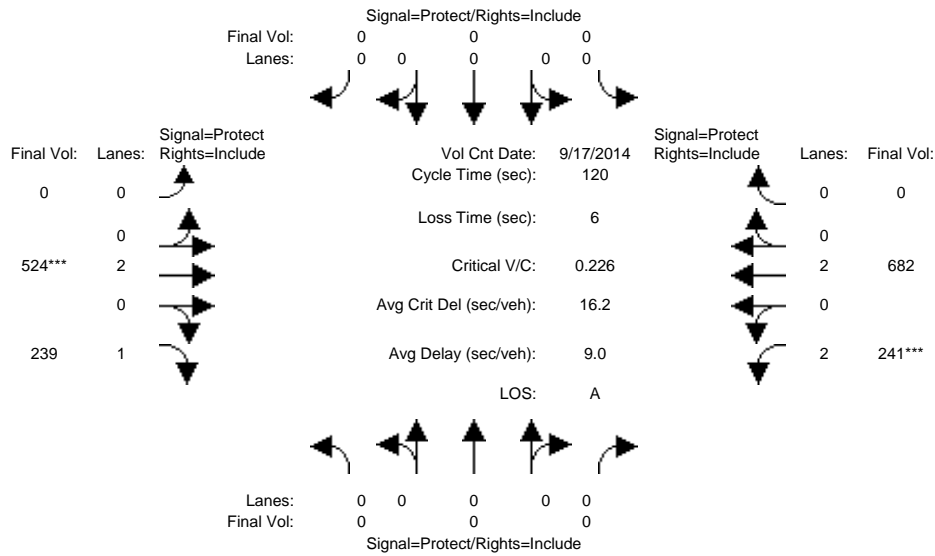 Signal=Protect/Rights=Include
Final Vol: 0 0 0
Lanes: 0 0 0 0 0
Signal=Protect
Final Vol: Lanes: Rights=Include
Vol Cnt Date: 9/17/2014
Signal=Protect
Rights=Include Lanes: Final Vol:
Cycle Time (sec): 120
0 0
0 0
Loss Time (sec): 6
0
0
524*** 2
Critical V/C: 0.226
2 682
0
Avg Crit Del (sec/veh): 16.2
0
239 1
Avg Delay (sec/veh): 9.0
2 241***
LOS: A
Lanes: 0 0 0 0 0
Final Vol: 0 0 0
Signal=Protect/Rights=Include